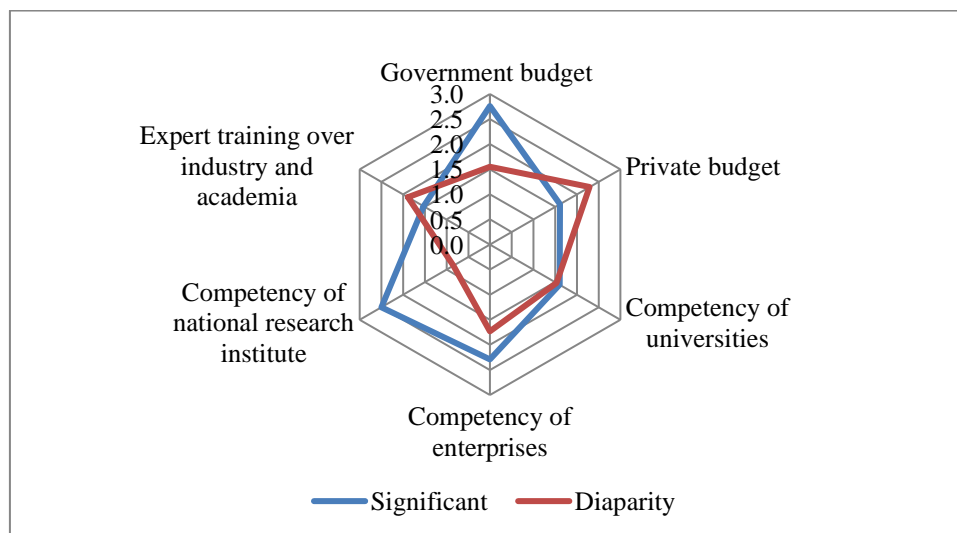 Government budget
3.0
2.5
2.0
1.5
1.0
0.5
0.0
Expert training over
industry and
academia
Private budget
Competency of
national research
institute
Competency of
universities
Competency of
enterprises
Significant
Diaparity